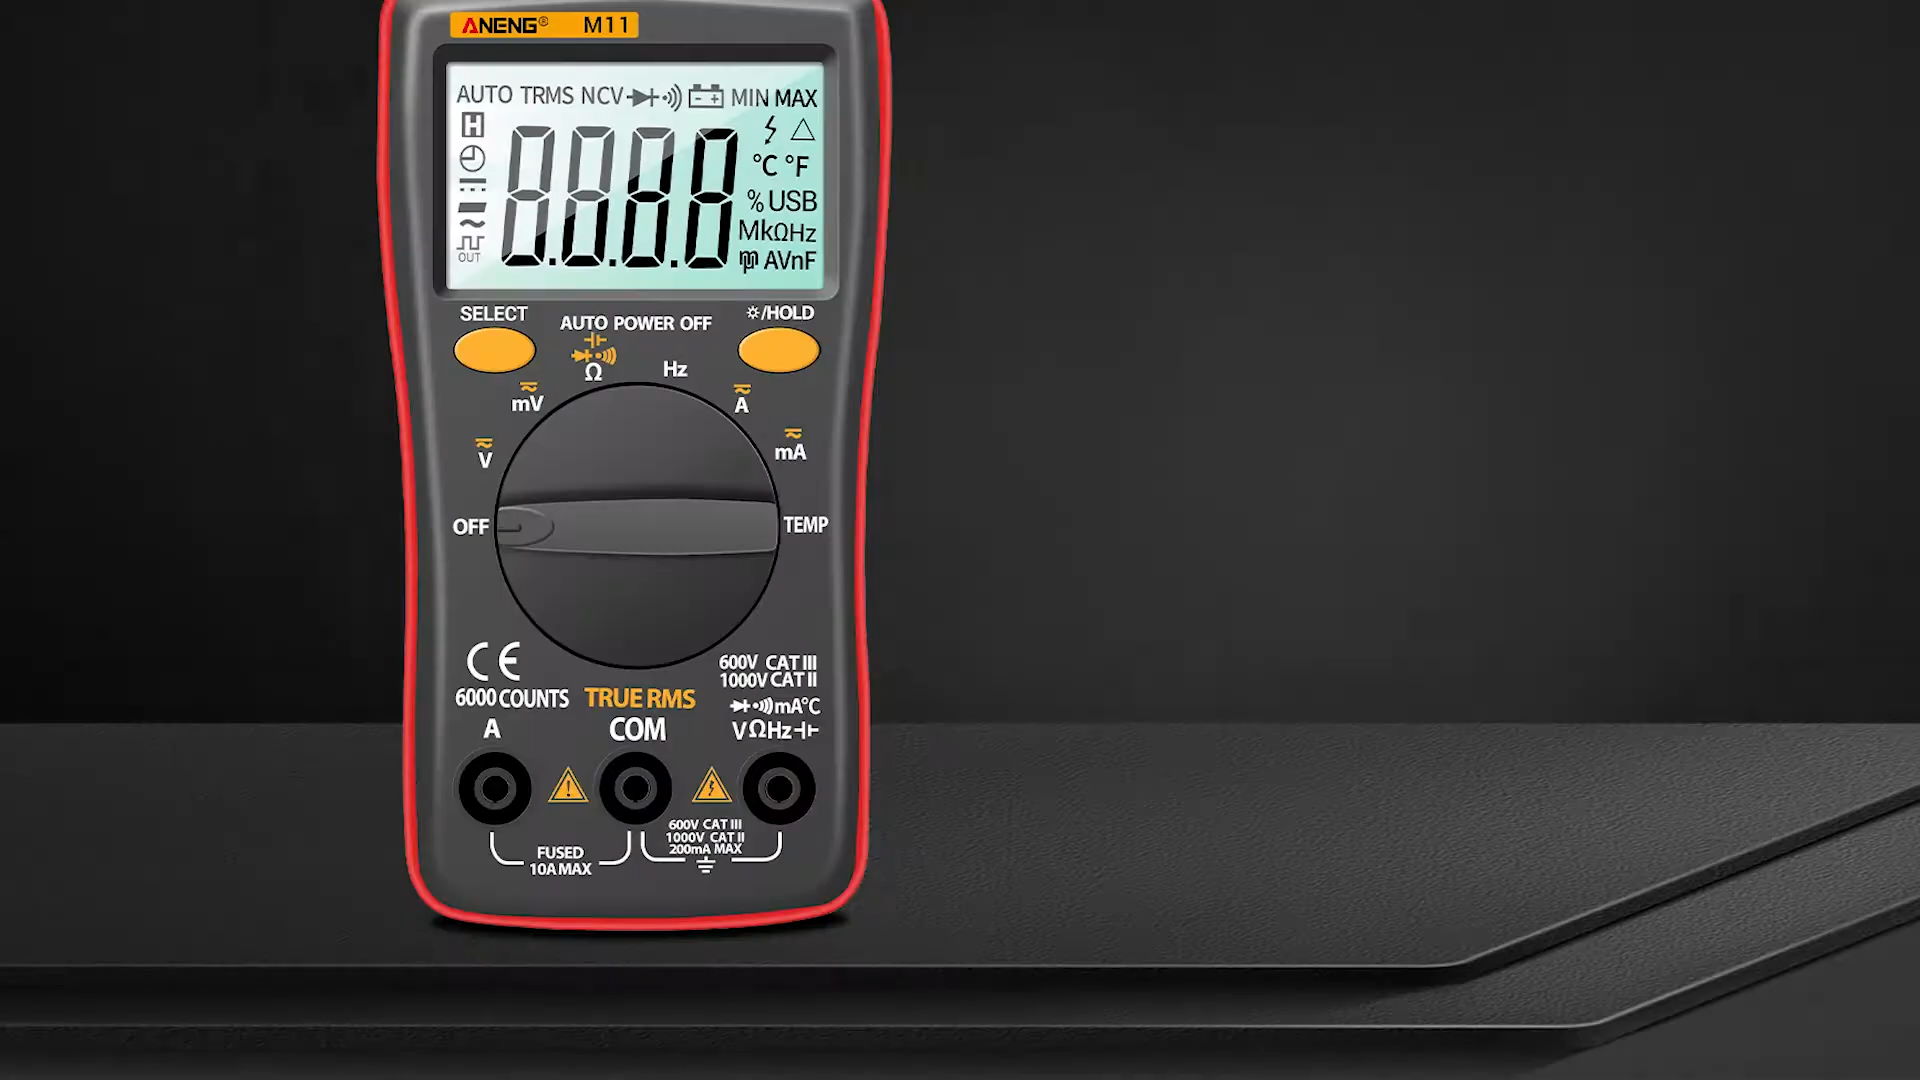 ANENG® M11
AUTO TRMS NCV MIN MAX
H
°C °F
% USB
MkΩHz
OUT
mµ AVnF
8.8.8.8
SELECT
AUTO POWER OFF
/HOLD
Ω
Hz
mV
A
V
mA
OFF
TEMP
CE
600V CAT III
1000V CAT II
6000 COUNTS
TRUE RMS
mA°C
A
COM
VΩHz
600V CAT III
1000V CAT II
200mA MAX
FUSED
10A MAX